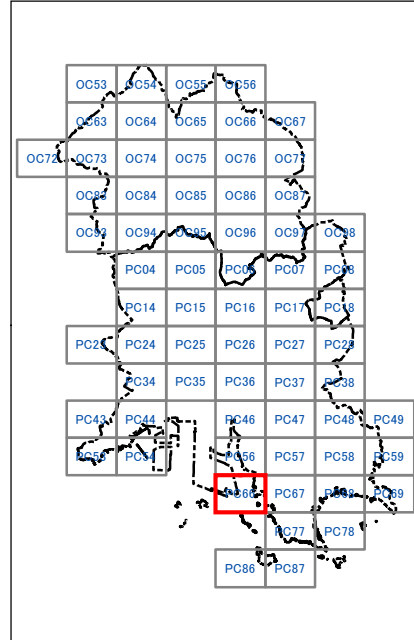 OC53 OC54 OC55 OC56
OC63 OC64 OC65 OC66 OC67
OC72 OC73 OC74 OC75 OC76 OC77
OC83 OC84 OC85 OC86 OC87
OC93 OC94 OC95 OC96 OC97 OC98
PC04 PC05 PC06 PC07 PC08
PC14 PC15 PC16 PC17 PC18
PC23 PC24 PC25 PC26 PC27 PC28
PC34 PC35 PC36 PC37 PC38
PC43 PC44 PC46 PC47 PC48 PC49
PC53 PC54 PC56 PC57 PC58 PC59
PC66 PC67 PC68 PC69
PC77 PC78
PC86 PC87